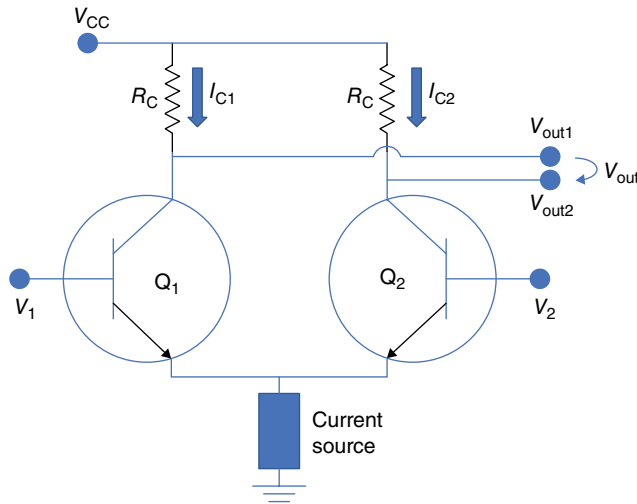 VCC
RC
IC1
RC
IC2
Vout1
Vout
Vout2
Q1
Q2
V1
V2
Current
source